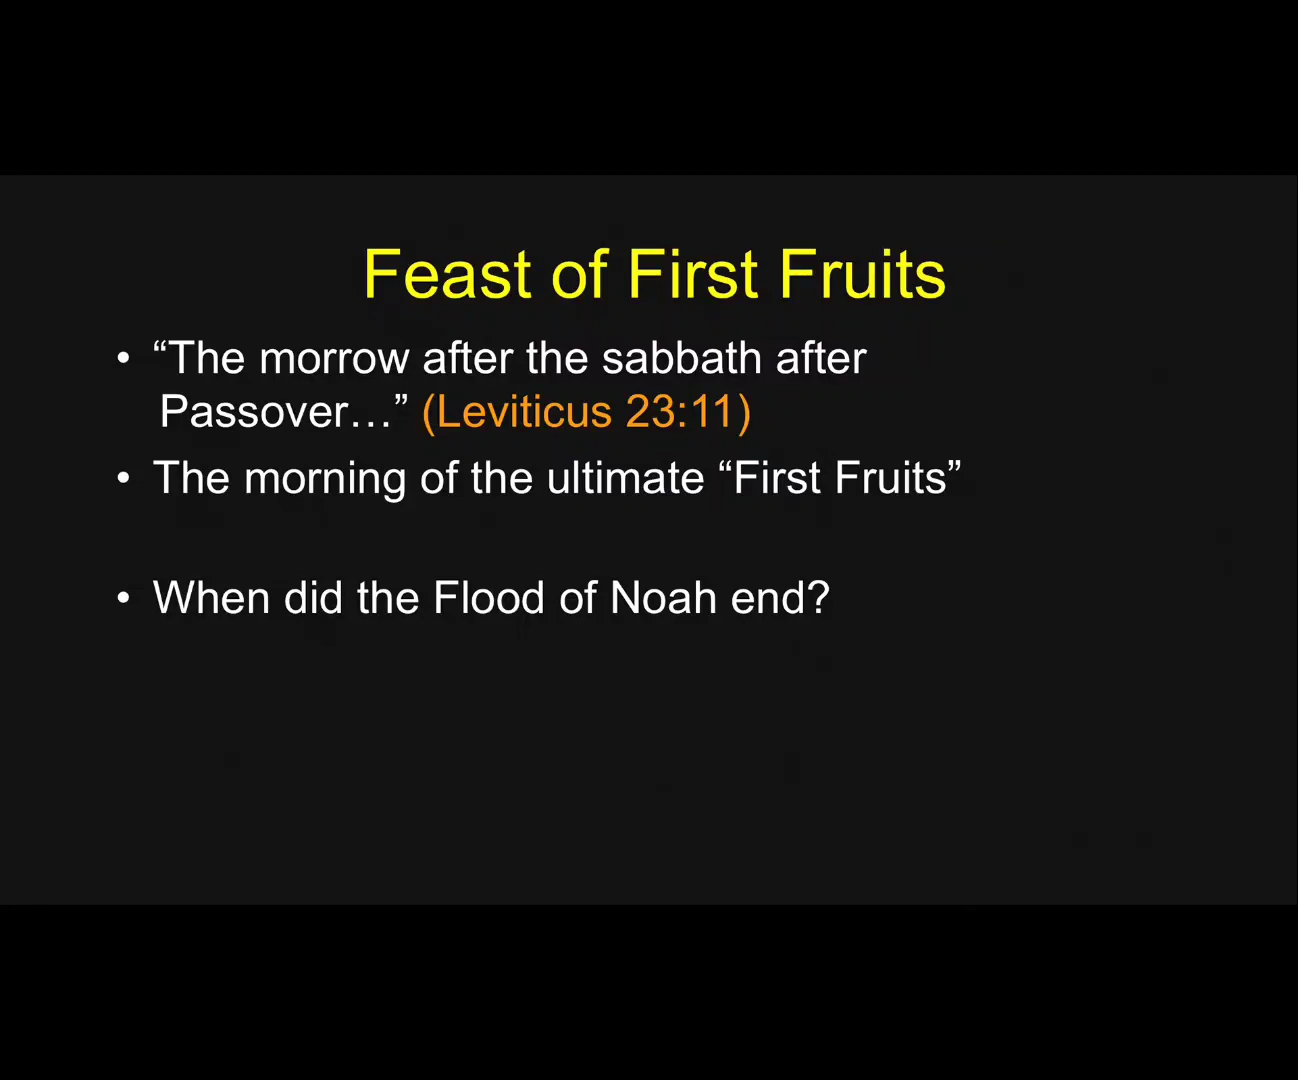 Feast of First Fruits
• “The morrow after the sabbath after
Passover…” (Leviticus 23:11)
• The morning of the ultimate “First Fruits”
• When did the Flood of Noah end?